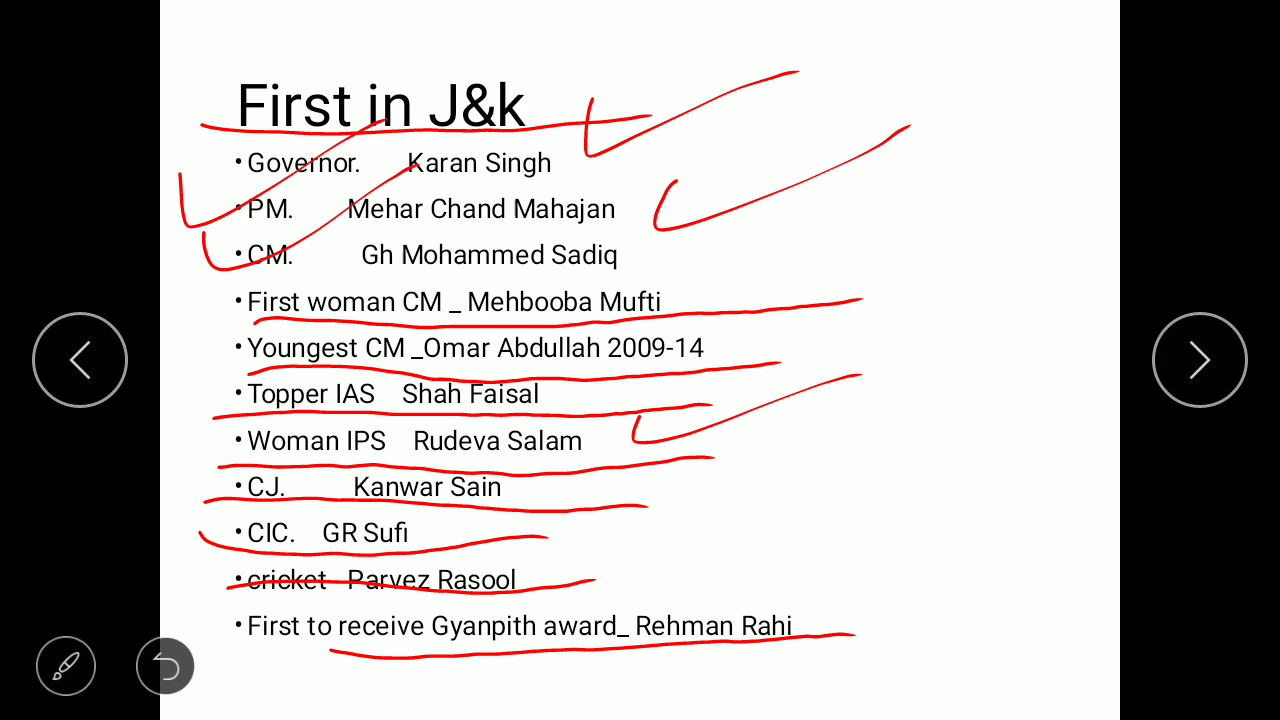 First in J&k
• Governor. Karan Singh
• PM. Mehar Chand Mahajan
• CM. Gh Mohammed Sadiq
• First woman CM _ Mehbooba Mufti
• Youngest CM _Omar Abdullah 2009-14
• Topper IAS Shah Faisal
• Woman IPS Rudeva Salam
• CJ. Kanwar Sain
• CIC. GR Sufi
• cricket Parvez Rasool
• First to receive Gyanpith award_ Rehman Rahi